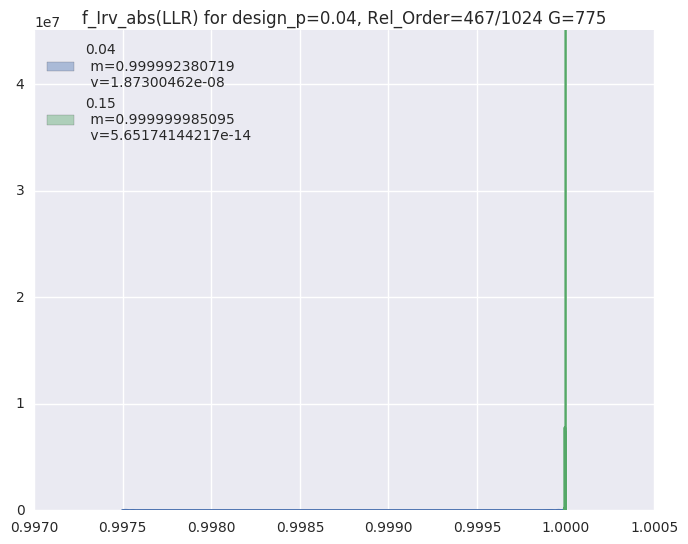 f_Irv_abs(LLR) for design_p=0.04, Rel_Order=467/1024 G=775
1e7
0.04
m=0.999992380719
v=1.87300462e-08
0.15
m=0.999999985095
v=5.65174144217e-14
4
3
2
1
0
0.9970 0.9975 0.9980 0.9985 0.9990 0.9995 1.0000 1.0005